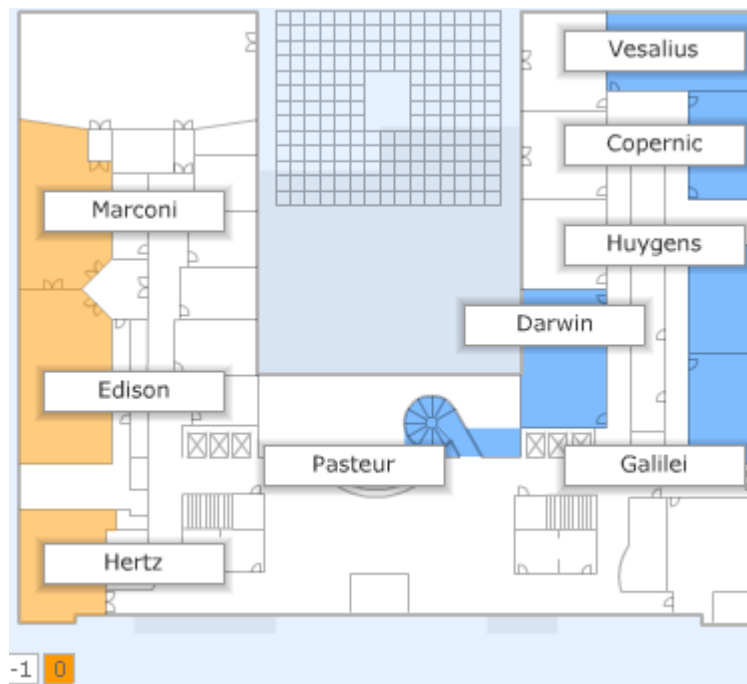 Vesalius
Copernic
Marconi
Huygens
Darwin
Edison
Pasteur
Galilei
Hertz
-1 0